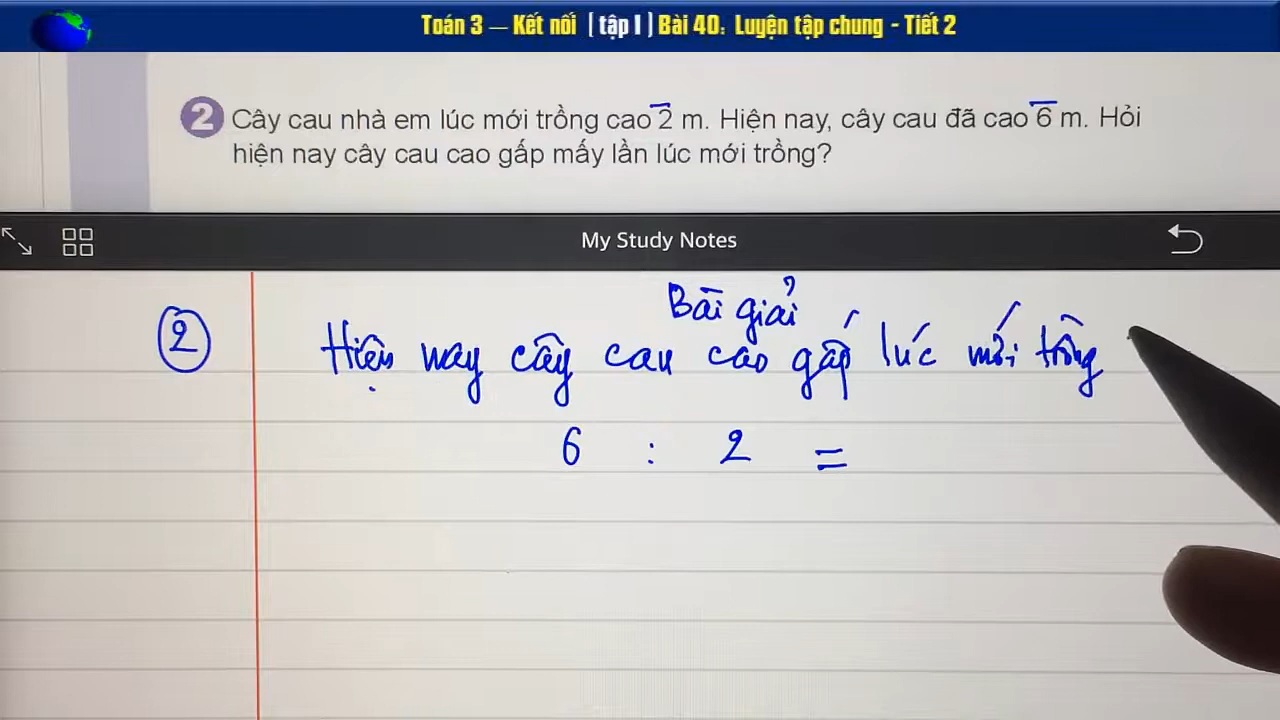 Toán 3 – Kết nối [ tập 1 ] Bài 40: Luyện tập chung - Tiết 2
2 Cây cau nhà em lúc mới trồng cao 2 m. Hiện nay, cây cau đã cao 6 m. Hỏi
hiện nay cây cau cao gấp mấy lần lúc mới trồng?
My Study Notes
Bài giải
2 Hiện nay cây cau cao gấp lúc mới trồng
6 : 2 =